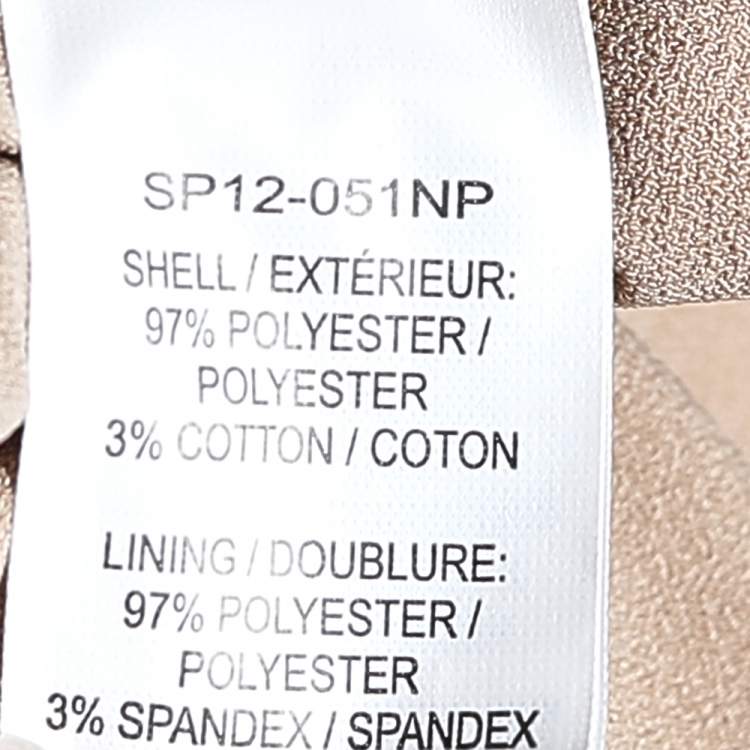 SP12-051NP
SHELL / EXTÉRIEUR:
97% POLYESTER /
POLYESTER
3% COTTON / COTON
LINING / DOUBLURE:
97% POLYESTER /
POLYESTER
3% SPANDEX / SPANDEX